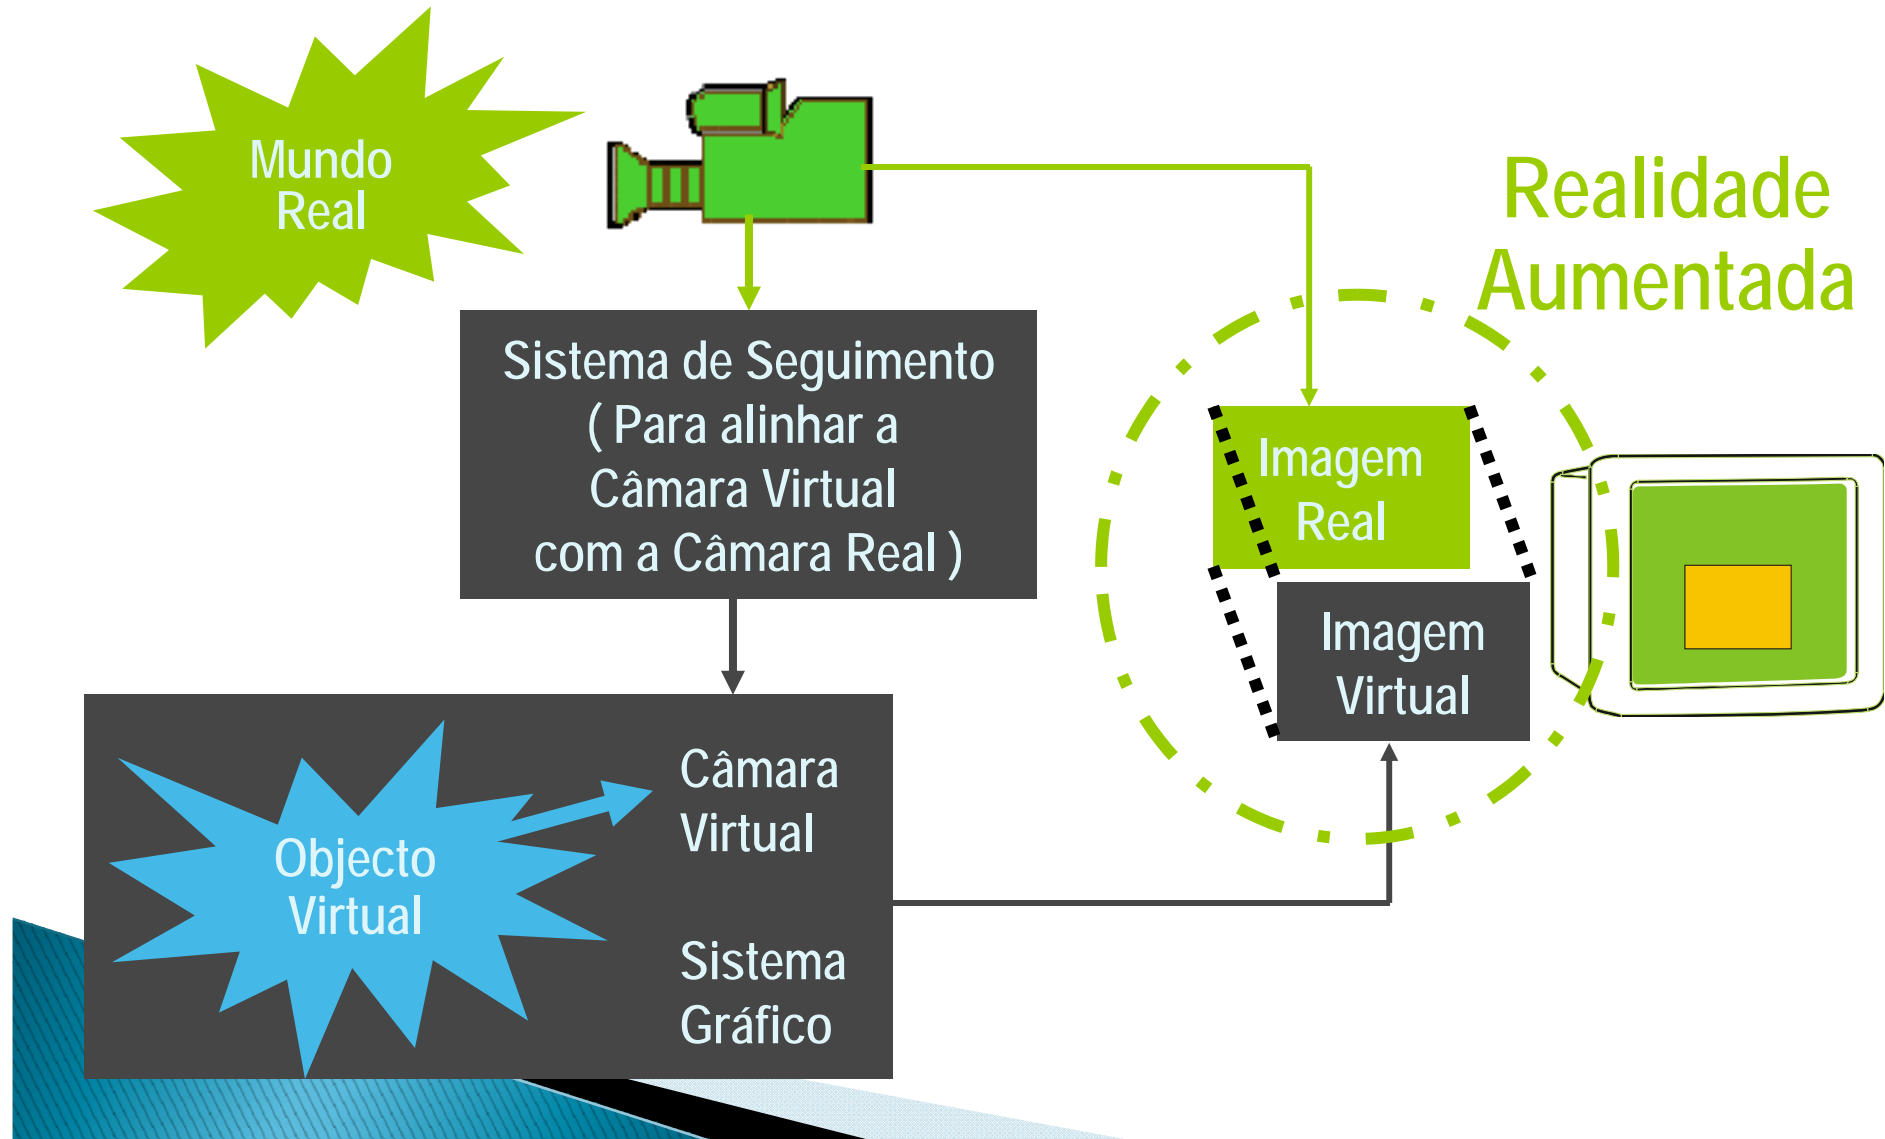 Mundo
Real
Realidade
Aumentada
Sistema de Seguimento
( Para alinhar a
Câmara Virtual
com a Câmara Real )
Imagem
Real
Imagem
Virtual
Objecto
Virtual
Câmara
Virtual
Sistema
Gráfico